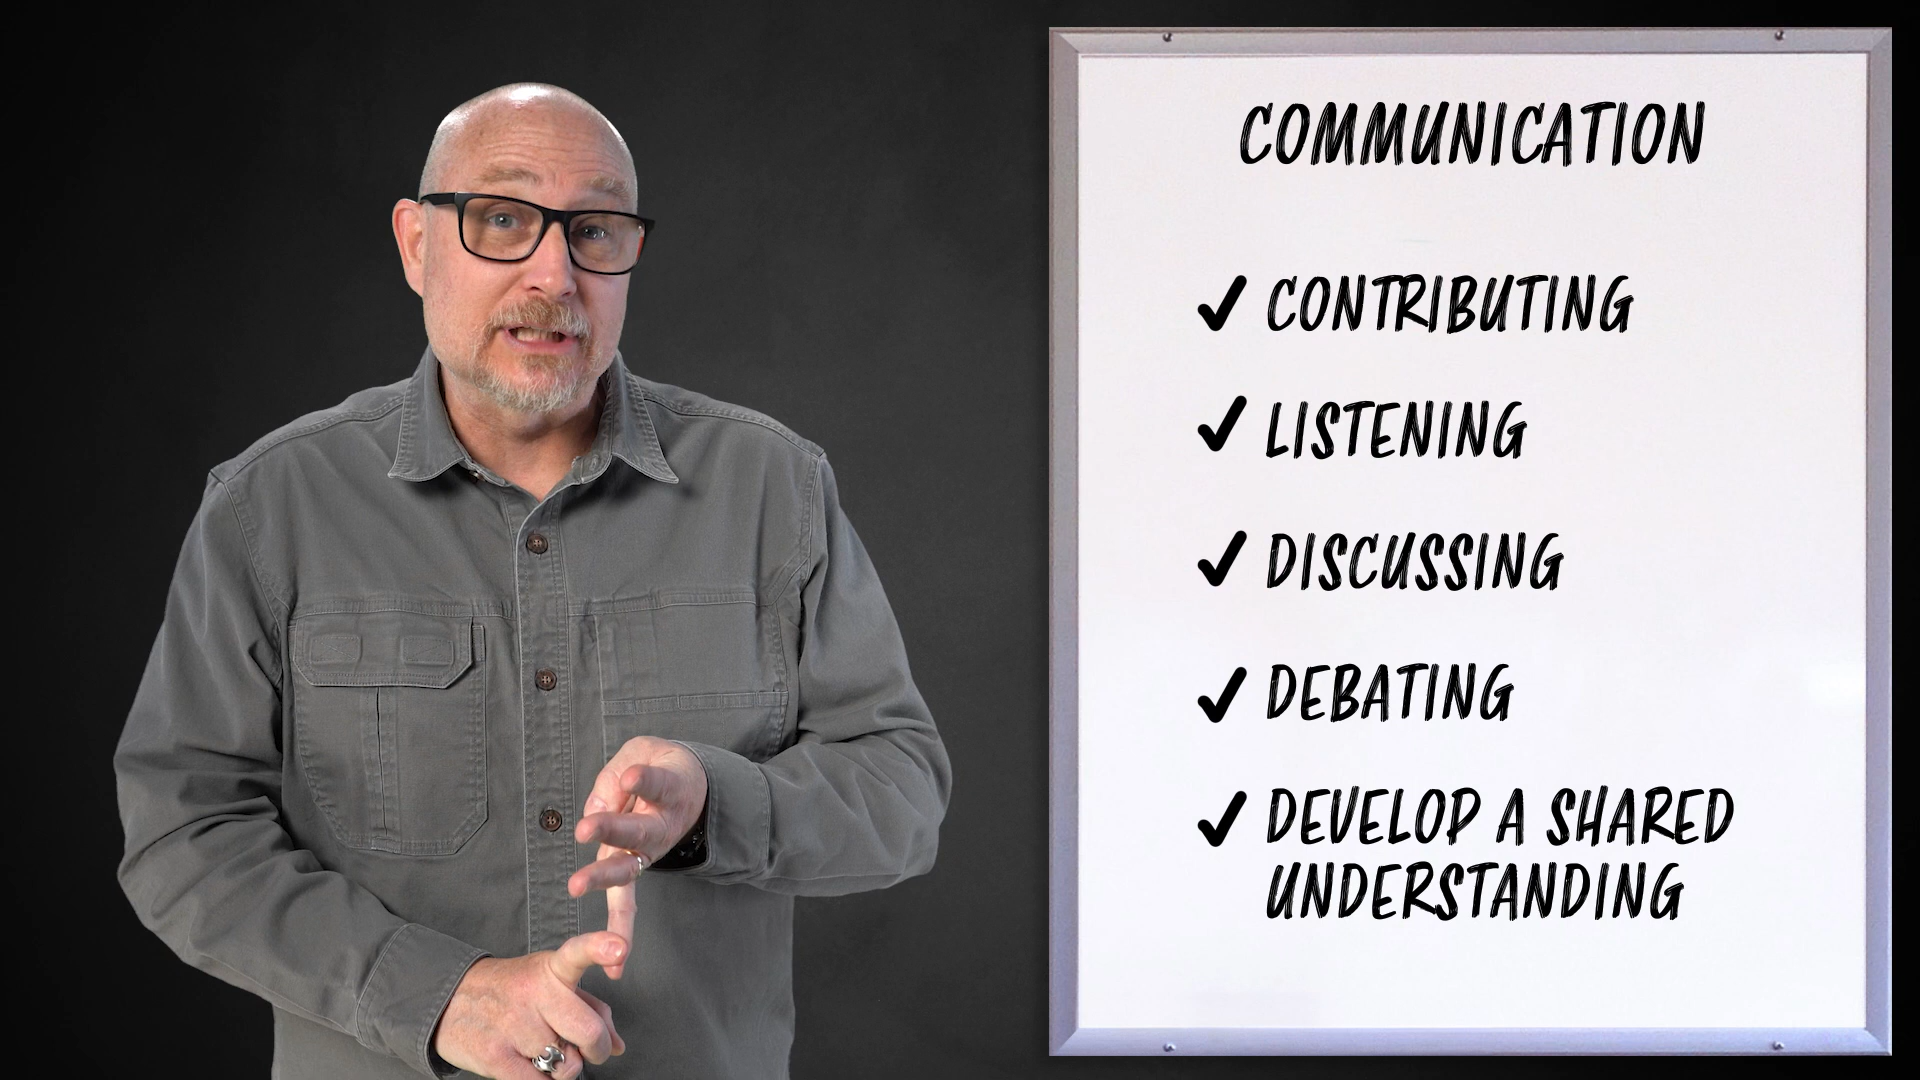 COMMUNICATION
✔ CONTRIBUTING
✔ LISTENING
✔ DISCUSSING
✔ DEBATING
✔ DEVELOP A SHARED
UNDERSTANDING